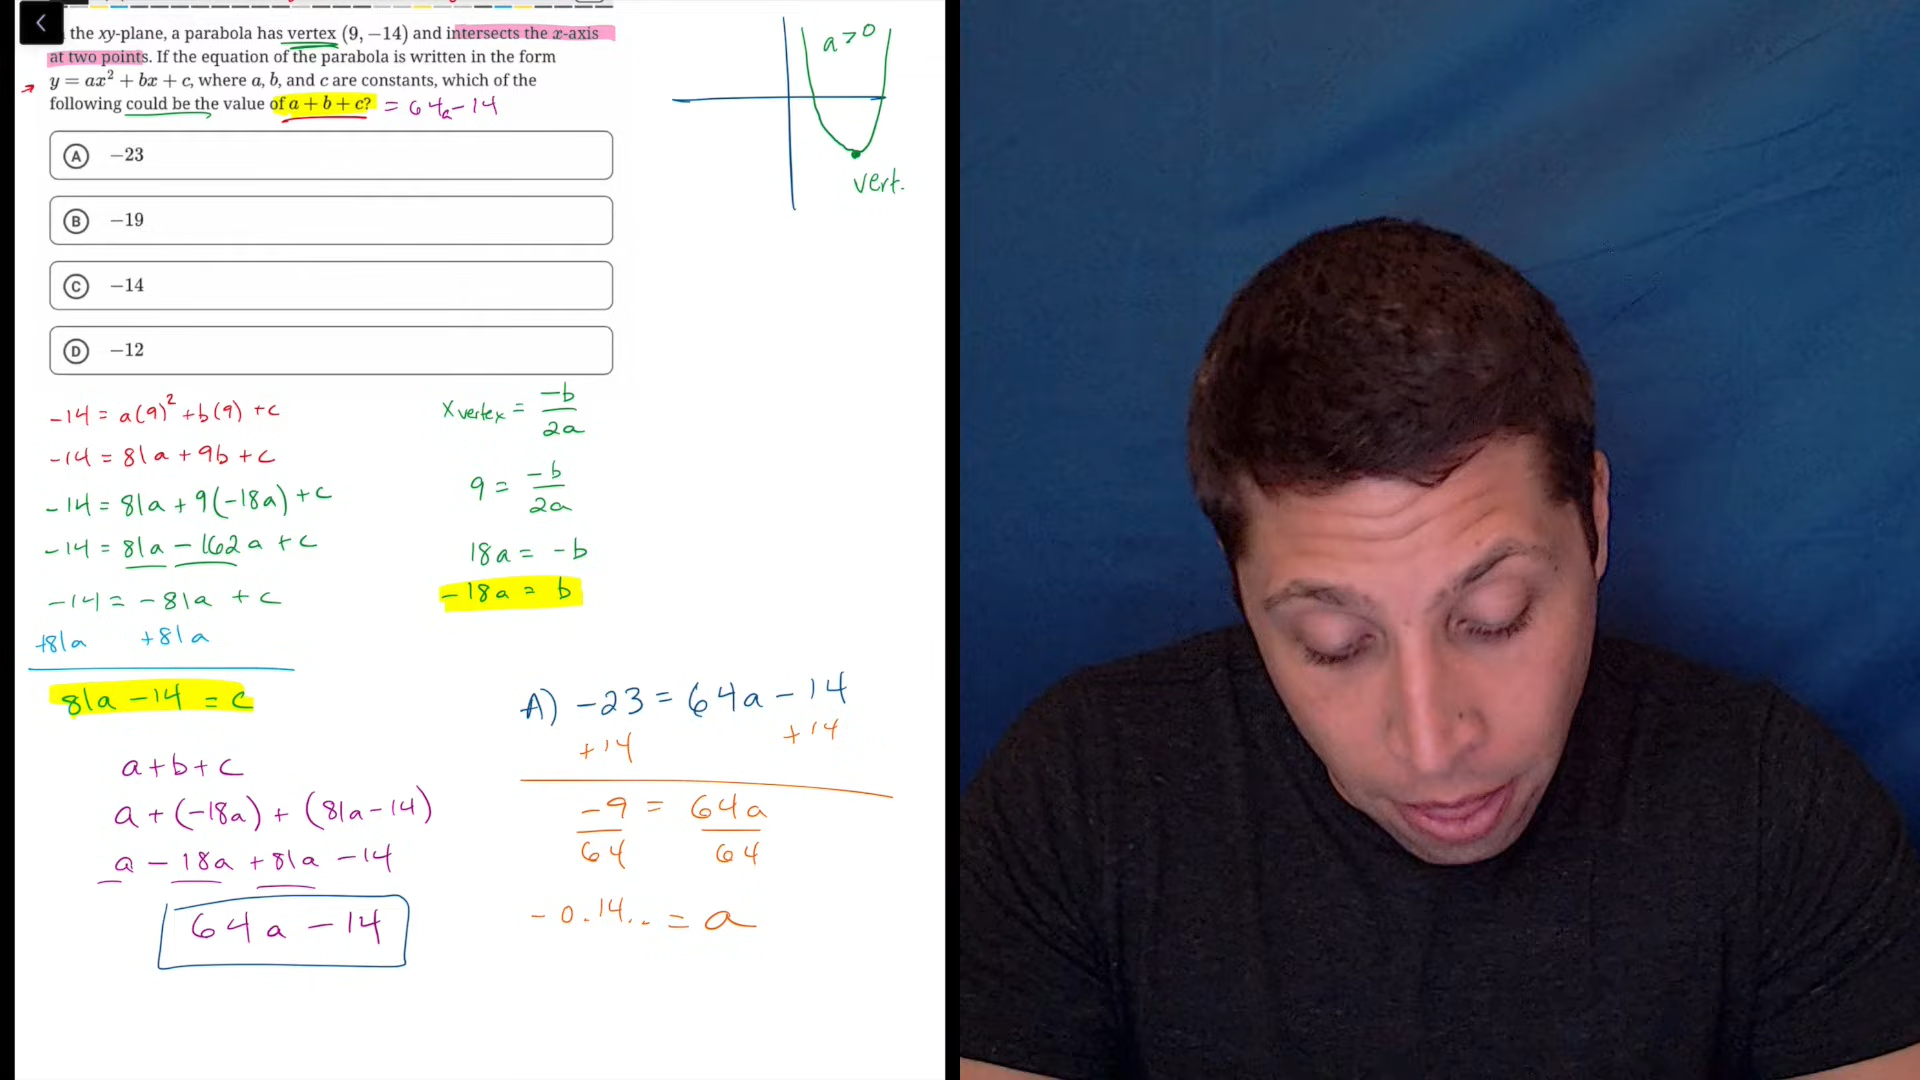 the xy-plane, a parabola has vertex (9, −14) and intersects the x-axis
at two points. If the equation of the parabola is written in the form
y = ax² + bx + c, where a, b, and c are constants, which of the
following could be the value of a + b + c? = 64a-14
A −23
B −19
C −14
D −12
a > 0
vert.
-14 = a(9)² + b(9) + c
-14 = 81a + 9b + c
-14 = 81a + 9(-18a) + c
-14 = 81a - 162a + c
-14 = -81a + c
+81a +81a
81a - 14 = c
x vertex = -b/2a
9 = -b/2a
18a = -b
-18a = b
a + b + c
a + (-18a) + (81a - 14)
a - 18a + 81a - 14
64a - 14
A) -23 = 64a - 14
+14 +14
-9/64 = 64a/64
-0.14.. = a